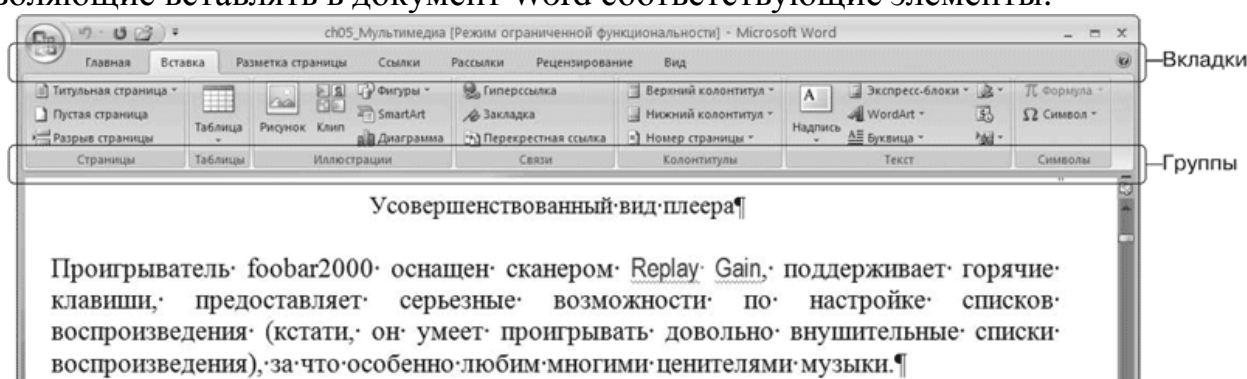 воляющие вставлять в документ Word соответствующие элементы.
ch05_Мультимедиа [Режим ограниченной функциональности] - Microsoft Word
Главная Вставка Разметка страницы Ссылки Рассылки Рецензирование Вид
Вкладки
Титульная страница
Пустая страница
Разрыв страницы
Страницы
Таблица
Таблицы
Рисунок
Клип
Фигуры
SmartArt
Диаграмма
Иллюстрации
Гиперссылка
Закладка
Перекрестная ссылка
Связи
Верхний колонтитул
Нижний колонтитул
Номер страницы
Колонтитулы
Надпись
Экспресс-блоки
WordArt
Буквица
Текст
π Формула
Ω Символ
Символы
Группы
Усовершенствованный·вид·плеера¶
Проигрыватель· foobar2000· оснащен· сканером· Replay· Gain,· поддерживает· горячие·
клавиши,· предоставляет· серьезные· возможности· по· настройке· списков·
воспроизведения· (кстати,· он· умеет· проигрывать· довольно· внушительные· списки·
воспроизведения),·за·что·особенно·любим·многими·ценителями·музыки.¶